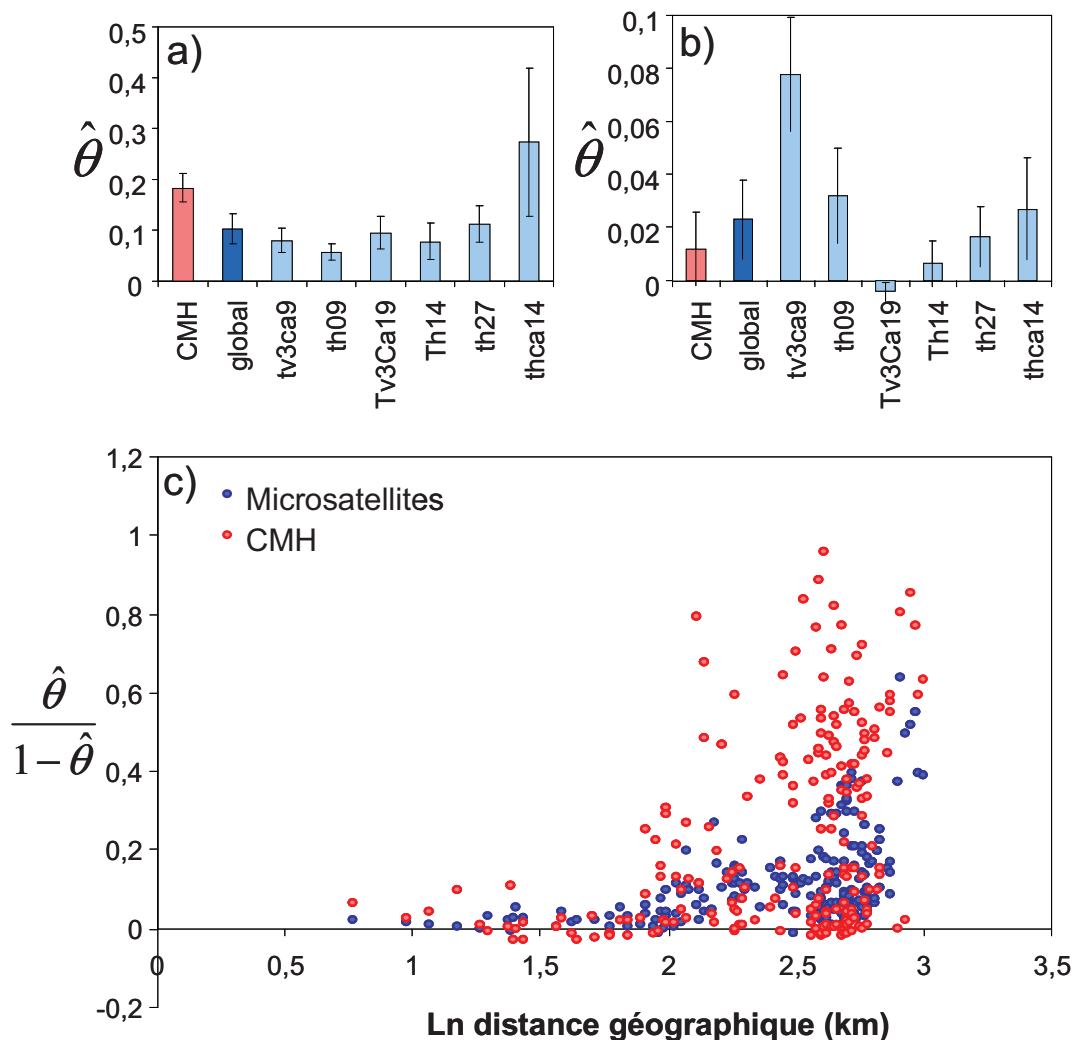 a)
0,5
0,4
0,3
0,2
0,1
0
θ̂
CMH
global
tv3ca9
th09
Tv3Ca19
Th14
th27
thca14
b)
0,1
0,08
0,06
0,04
0,02
0
θ̂
CMH
global
tv3ca9
th09
Tv3Ca19
Th14
th27
thca14
c)
Microsatellites
CMH
1,2
1
0,8
0,6
0,4
0,2
0
-0,2
θ̂
1-θ̂
0
0,5
1
1,5
2
2,5
3
3,5
Ln distance géographique (km)